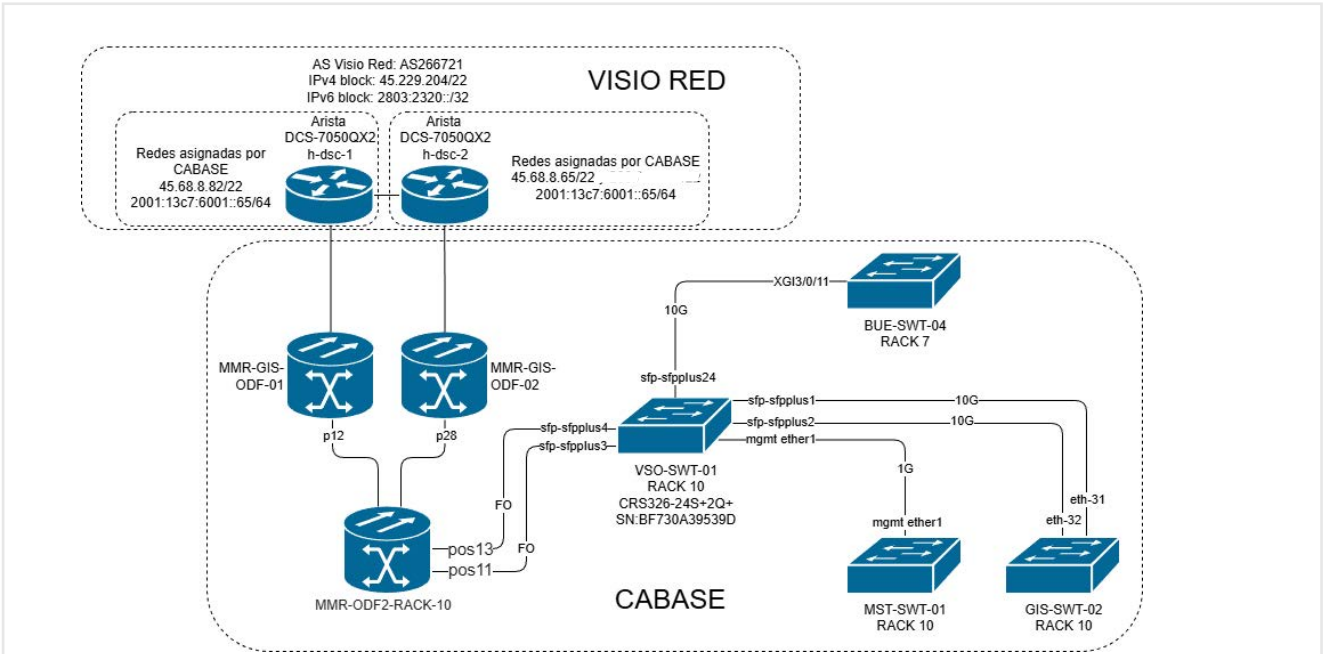 AS Visio Red: AS266721
IPv4 block: 45.229.204/22
IPv6 block: 2803:2320::/32
VISIO RED
Arista
DCS-7050QX2
h-dsc-1
Arista
DCS-7050QX2
h-dsc-2
Redes asignadas por
CABASE
45.68.8.82/22
2001:13c7:6001::65/64
Redes asignadas por CABASE
45.68.8.65/22
2001:13c7:6001::65/64
XGI3/0/11
10G
BUE-SWT-04
RACK 7
MMR-GIS-
ODF-01
MMR-GIS-
ODF-02
sfp-sfpplus24
sfp-sfpplus1
10G
sfp-sfpplus2
10G
mgmt ether1
sfp-sfpplus4
sfp-sfpplus3
p12
p28
VSO-SWT-01
RACK 10
CRS326-24S+2Q+
SN:BF730A39539D
1G
FO
FO
eth-31
eth-32
mgmt ether1
pos13
pos11
MMR-ODF2-RACK-10
CABASE
MST-SWT-01
RACK 10
GIS-SWT-02
RACK 10